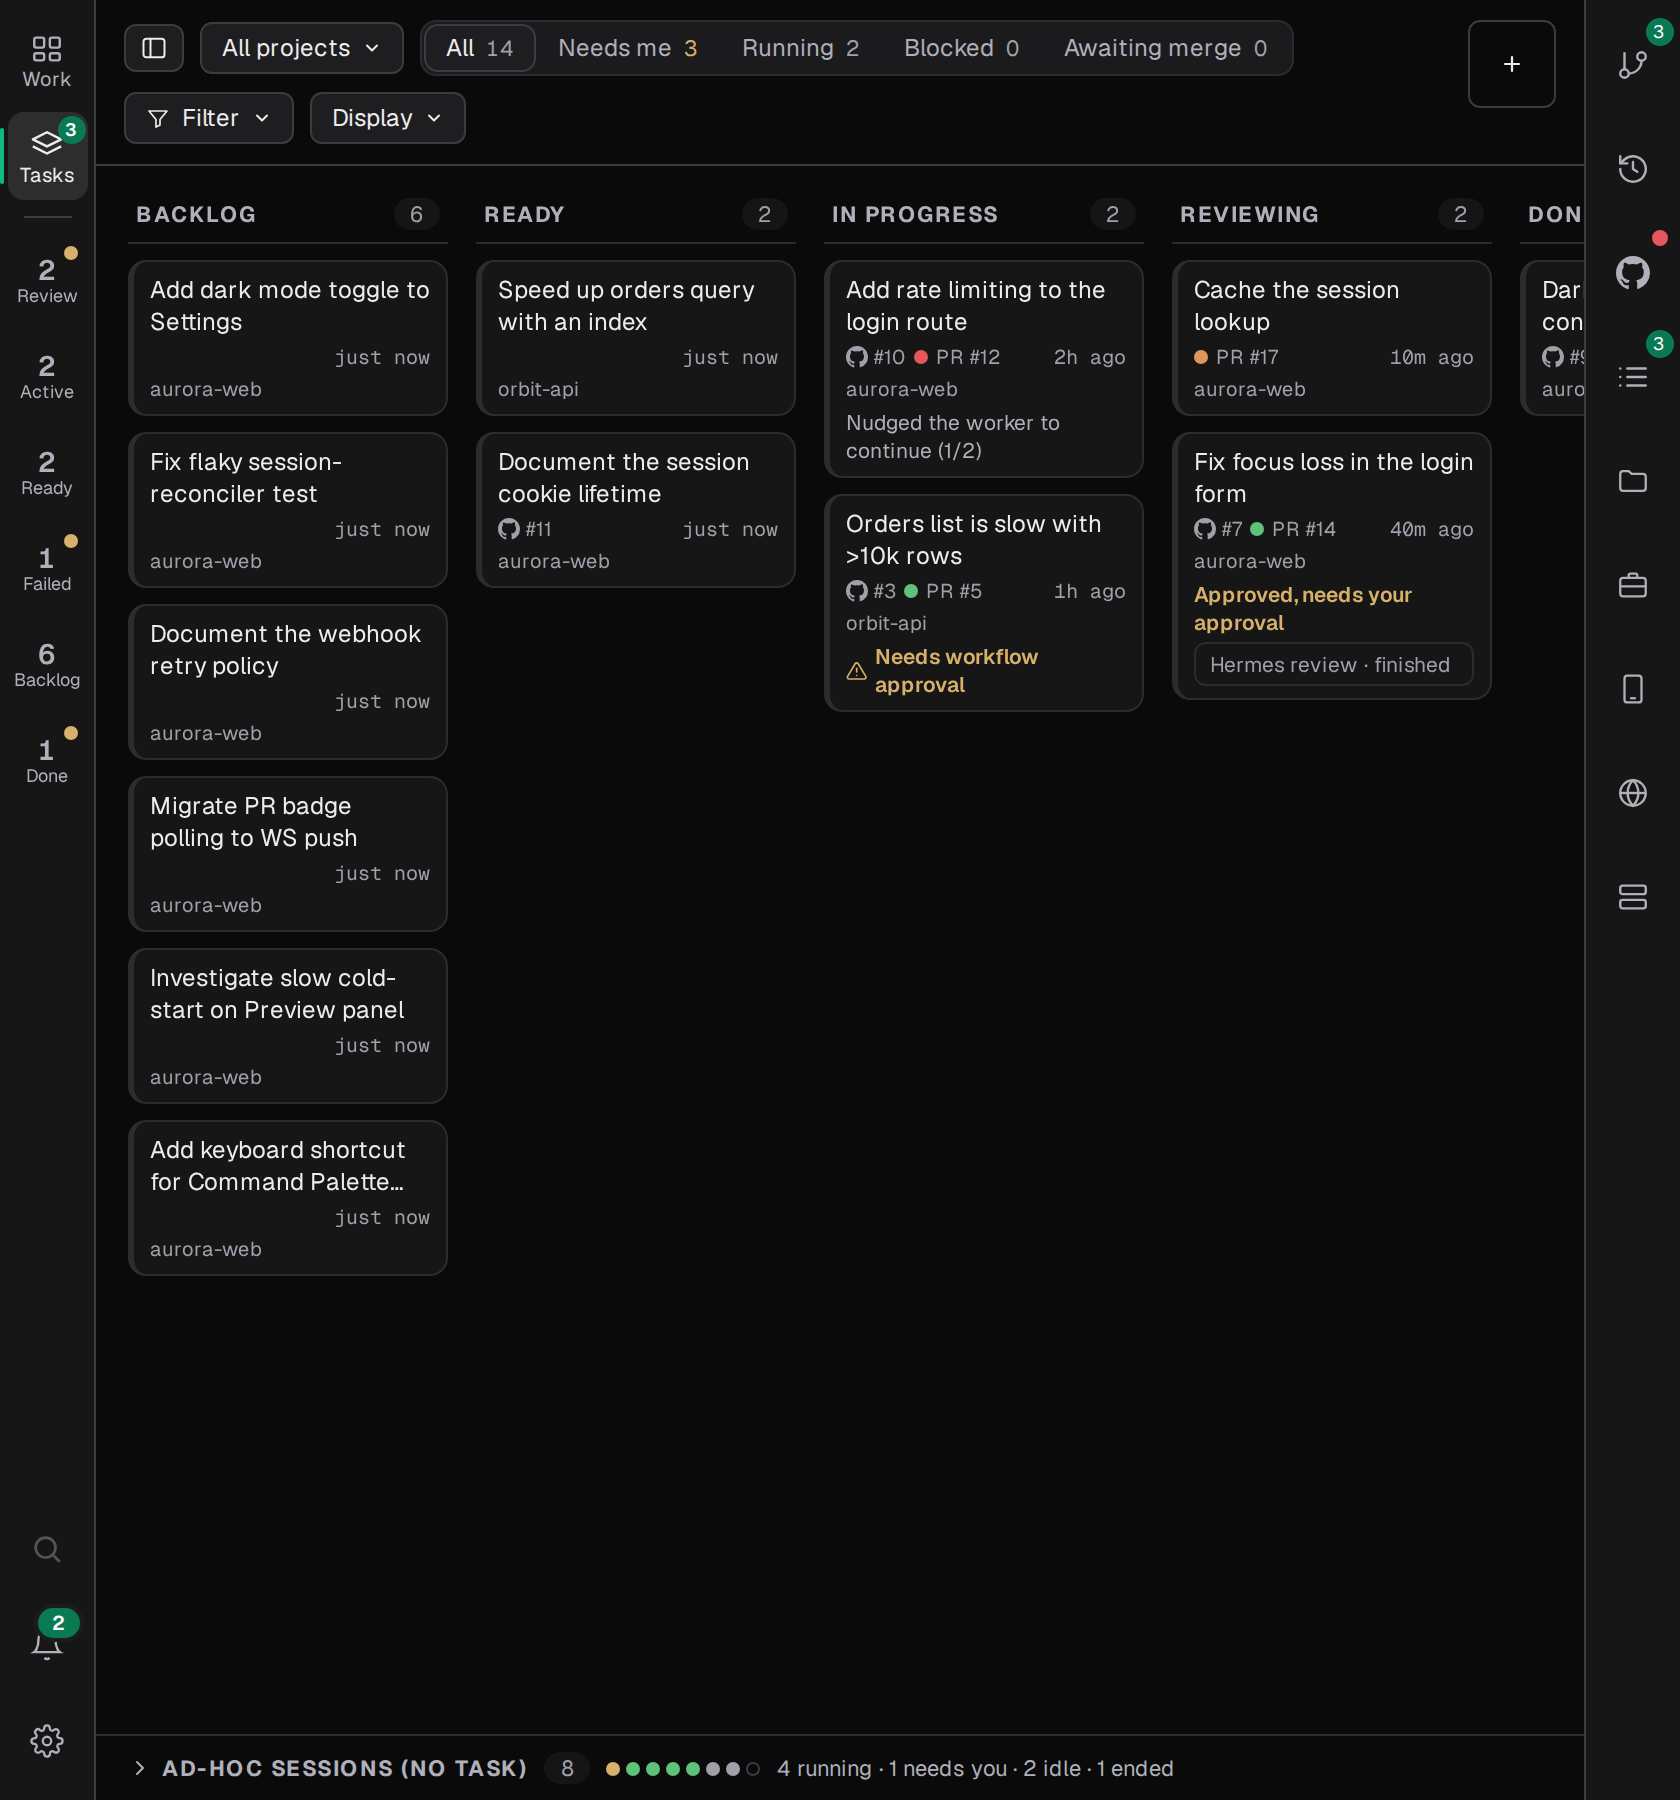 Work
3
Tasks
2
Review
2
Active
2
Ready
1
Failed
6
Backlog
1
Done
2
All projects
All 14
Needs me 3
Running 2
Blocked 0
Awaiting merge 0
+
Filter
Display
BACKLOG 6
Add dark mode toggle to
Settings
just now
aurora-web
Fix flaky session-
reconciler test
just now
aurora-web
Document the webhook
retry policy
just now
aurora-web
Migrate PR badge
polling to WS push
just now
aurora-web
Investigate slow cold-
start on Preview panel
just now
aurora-web
Add keyboard shortcut
for Command Palette…
just now
aurora-web
READY 2
Speed up orders query
with an index
just now
orbit-api
Document the session
cookie lifetime
#11 just now
aurora-web
IN PROGRESS 2
Add rate limiting to the
login route
#10 PR #12 2h ago
aurora-web
Nudged the worker to
continue (1/2)
Orders list is slow with
>10k rows
#3 PR #5 1h ago
orbit-api
Needs workflow
approval
REVIEWING 2
Cache the session
lookup
PR #17 10m ago
aurora-web
Fix focus loss in the login
form
#7 PR #14 40m ago
aurora-web
Approved, needs your
approval
Hermes review · finished
DON
Dar
con
#9
auro
3
3
AD-HOC SESSIONS (NO TASK) 8 4 running · 1 needs you · 2 idle · 1 ended